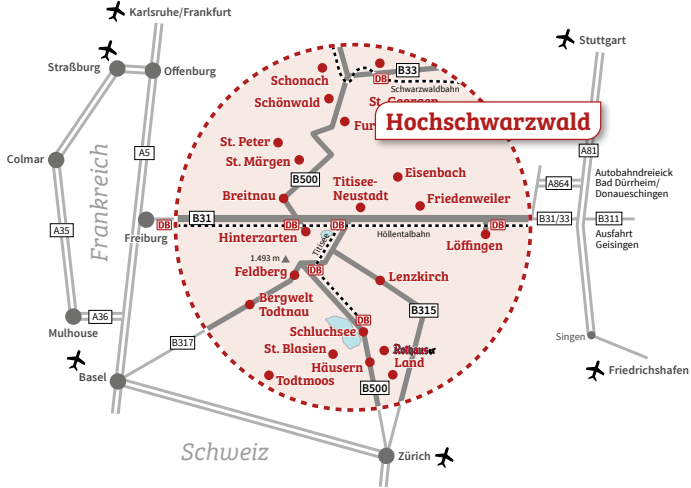 Karlsruhe/Frankfurt
Stuttgart
Straßburg
Offenburg
B33
DB
Schonach
Schwarzwaldbahn
Schönwald
St. Georgen
Fur
Hochschwarzwald
Colmar
A5
St. Peter
St. Märgen
A81
Frankreich
B500
Eisenbach
Titisee-
Neustadt
A864
Autobahndreieck
Bad Dürrheim/
Donaueschingen
Breitnau
Friedenweiler
B31
B31/33
B311
DB
DB
DB
DB
A35
Freiburg
Hinterzarten
Titisee
Höllentalbahn
Löffingen
Ausfahrt
Geisingen
1.493 m
Feldberg
DB
Lenzkirch
Bergwelt
Todtnau
B315
A36
DB
Mulhouse
B317
Schluchsee
Singen
St. Blasien
Rothaus
Land
Häusern
Basel
Todtmoos
B500
Friedrichshafen
Schweiz
Zürich